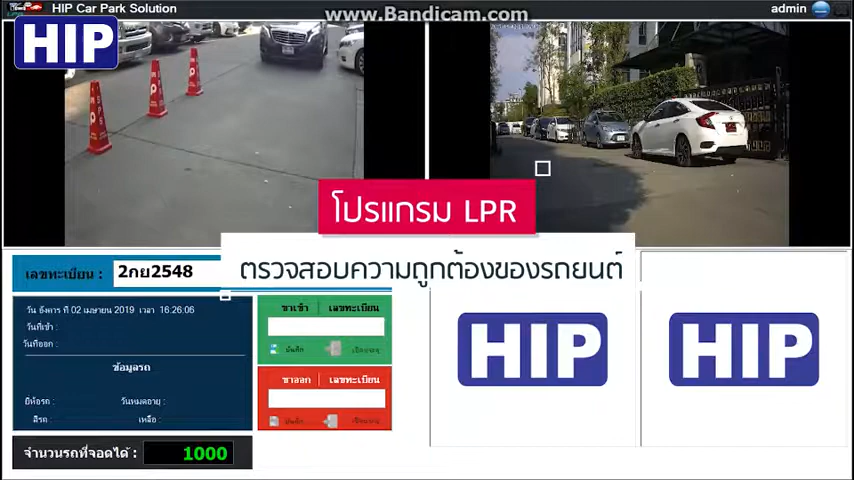 HIP Car Park Solution
www.Bandicam.com
admin
HIP
โปรแกรม LPR
ตรวจสอบความถูกต้องของรถยนต์
เลขทะเบียน : 2กย2548
วัน อังคาร ที่ 02 เมษายน 2019 เวลา 16:26:06
วันที่เข้า :
วันที่ออก :
ข้อมูลรถ
ยี่ห้อรถ : วันหมดอายุ :
สีรถ : เหลือ :
ขาเข้า | เลขทะเบียน
บันทึก
ขาออก | เลขทะเบียน
บันทึก
HIP
HIP
จำนวนรถที่จอดได้ : 1000